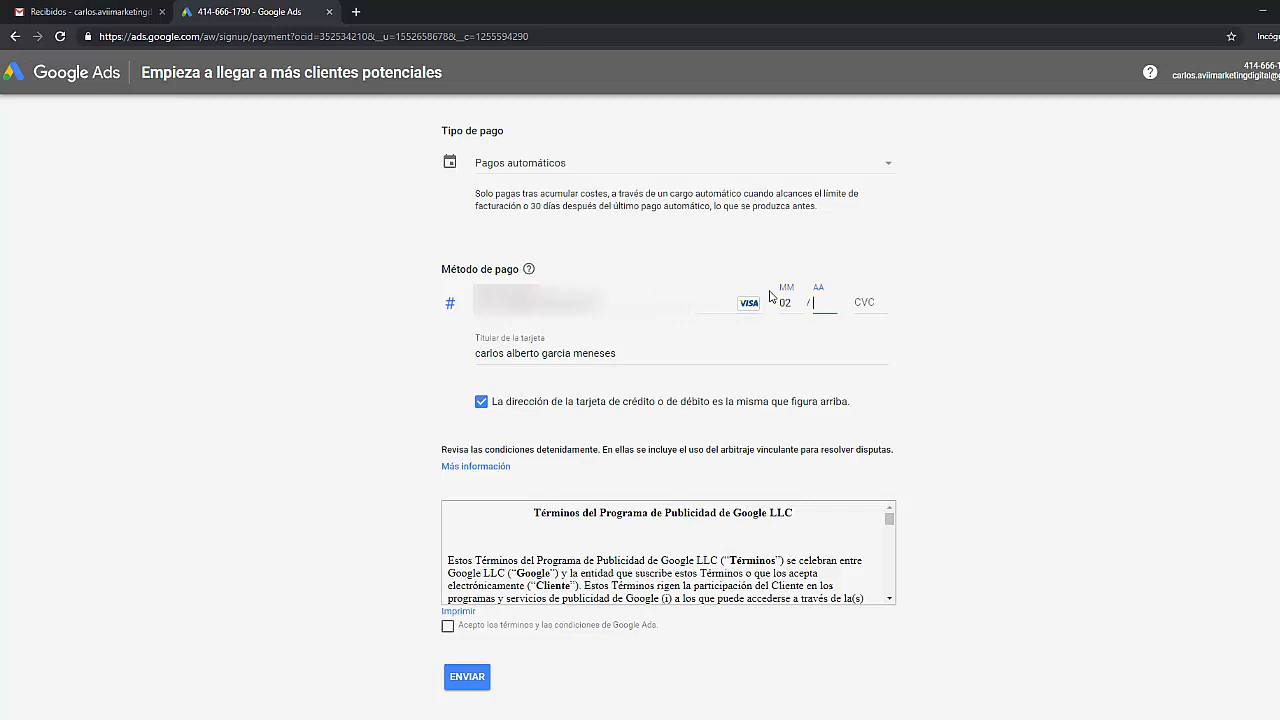 Recibidos - carlos.aviimarketingd
414-666-1790 - Google Ads
https://ads.google.com/aw/signup/payment?ocid=352534210&__u=1552658678&__c=1255594290
Incóg
Google Ads
Empieza a llegar a más clientes potenciales
414-666-1
carlos.aviimarketingdigital@g
Tipo de pago
Pagos automáticos
Solo pagas tras acumular costes, a través de un cargo automático cuando alcances el límite de
facturación o 30 días después del último pago automático, lo que se produzca antes.
Método de pago
#
VISA
MM
02
/
AA
CVC
Titular de la tarjeta
carlos alberto garcia meneses
La dirección de la tarjeta de crédito o de débito es la misma que figura arriba.
Revisa las condiciones detenidamente. En ellas se incluye el uso del arbitraje vinculante para resolver disputas.
Más información
Términos del Programa de Publicidad de Google LLC
Estos Términos del Programa de Publicidad de Google LLC (“Términos”) se celebran entre
Google LLC (“Google”) y la entidad que suscribe estos Términos o que los acepta
electrónicamente (“Cliente”). Estos Términos rigen la participación del Cliente en los
programas y servicios de publicidad de Google (i) a los que puede accederse a través de la(s)
Imprimir
Acepto los términos y las condiciones de Google Ads.
ENVIAR